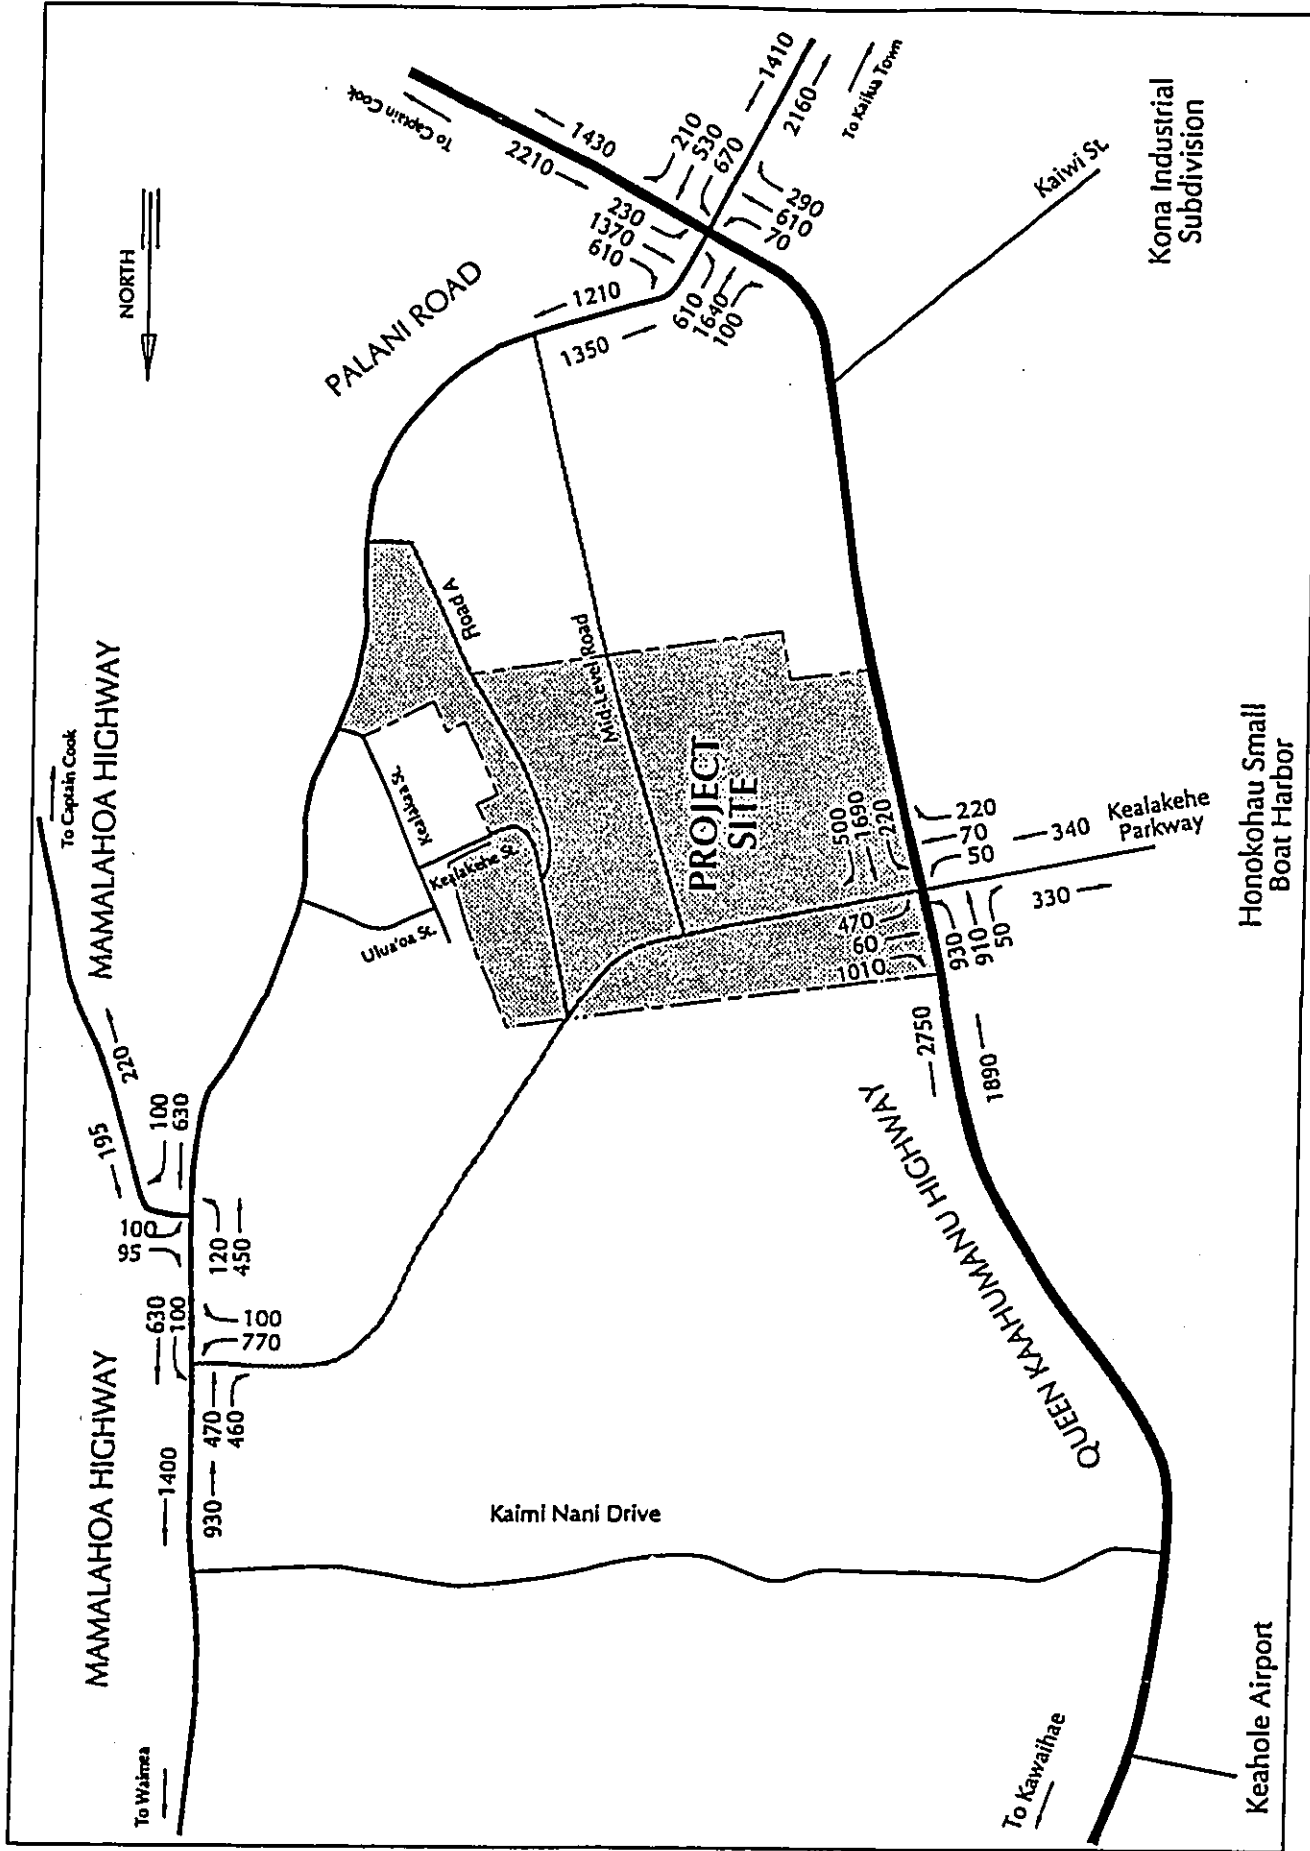 NORTH
To Captain Cook
1430
2210
210
530
670
1410
2160
To Kaikua Town
230
1370
610
290
610
70
610
1640
100
1210
1350
PALANI ROAD
Kaiwi St.
Kona Industrial
Subdivision
MAMALAHOA HIGHWAY
To Captain Cook
220
195
100
630
100
95
120
450
630
100
100
770
470
460
1400
930
MAMALAHOA HIGHWAY
To Waimea
Road A
Mid-Level Road
Kealakaa St.
Kealakehe St.
Ulua'oa St.
PROJECT
SITE
500
1690
220
220
70
50
340
Kealakehe
Parkway
330
470
60
1010
930
910
50
2750
1890
Honokohau Small
Boat Harbor
QUEEN KAAHUMANU HIGHWAY
Kaimi Nani Drive
To Kawaihae
Keahole Airport